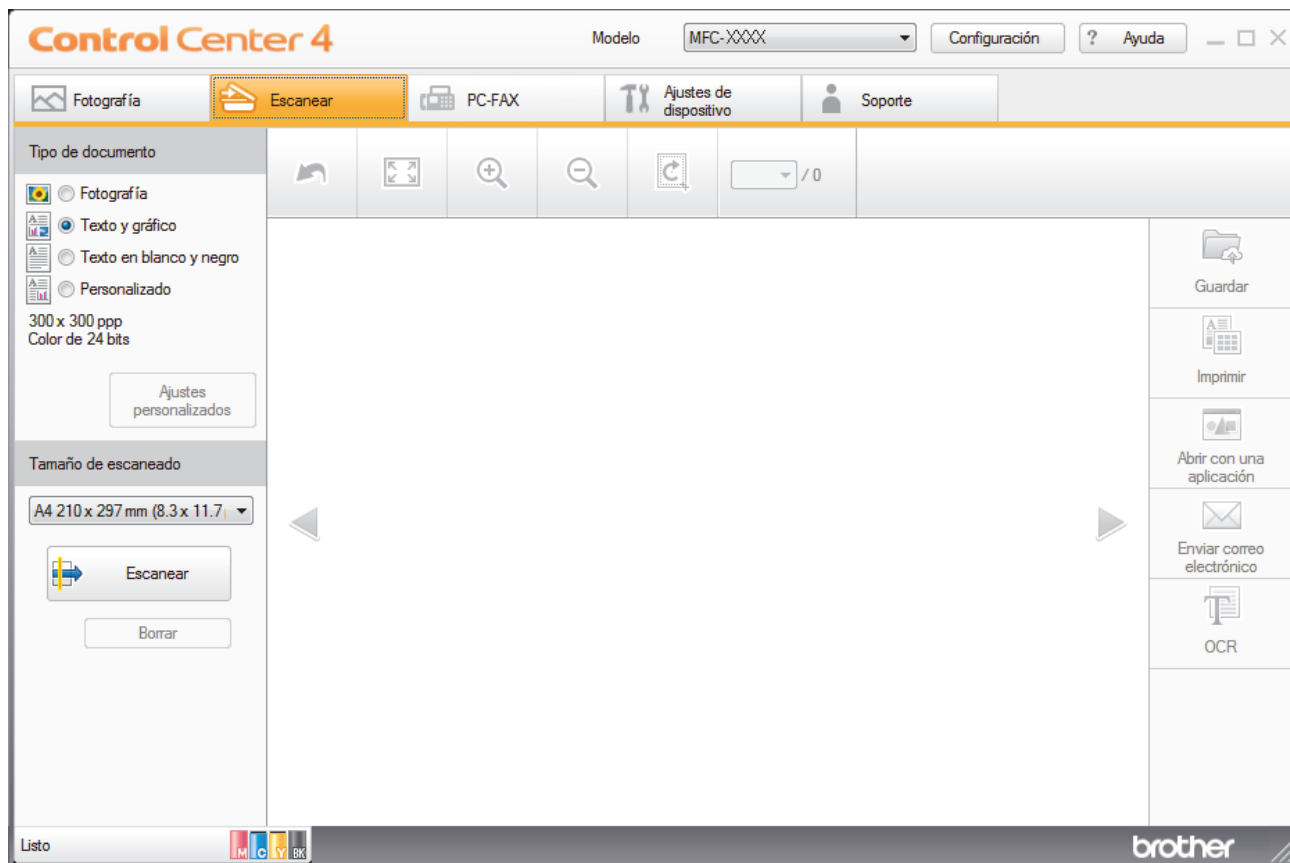 Control Center 4
Modelo
MFC-XXXX
Configuración
? Ayuda
Fotografía
Escanear
PC-FAX
Ajustes de
dispositivo
Soporte
Tipo de documento
/ 0
Fotografía
Texto y gráfico
Texto en blanco y negro
Personalizado
300 x 300 ppp
Color de 24 bits
Ajustes
personalizados
Tamaño de escaneado
A4 210 x 297 mm (8.3 x 11.7
Escanear
Borrar
Guardar
Imprimir
Abrir con una
aplicación
Enviar correo
electrónico
OCR
Listo
M C Y BK
brother